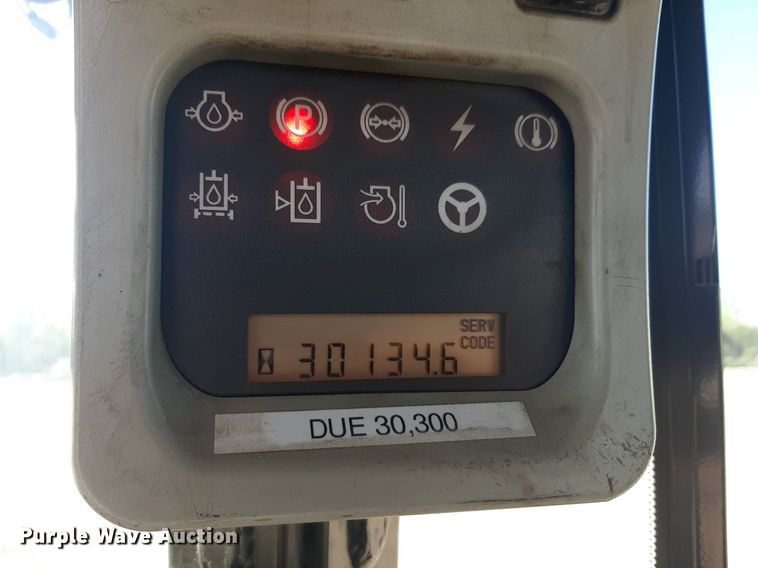 P
SERV
30134.6 CODE
DUE 30,300
Purple Wave Auction